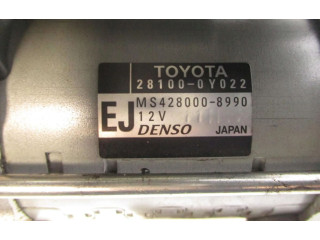 TOYOTA
28100-0Y022
EJ MS428000-8990
12V
DENSO JAPAN